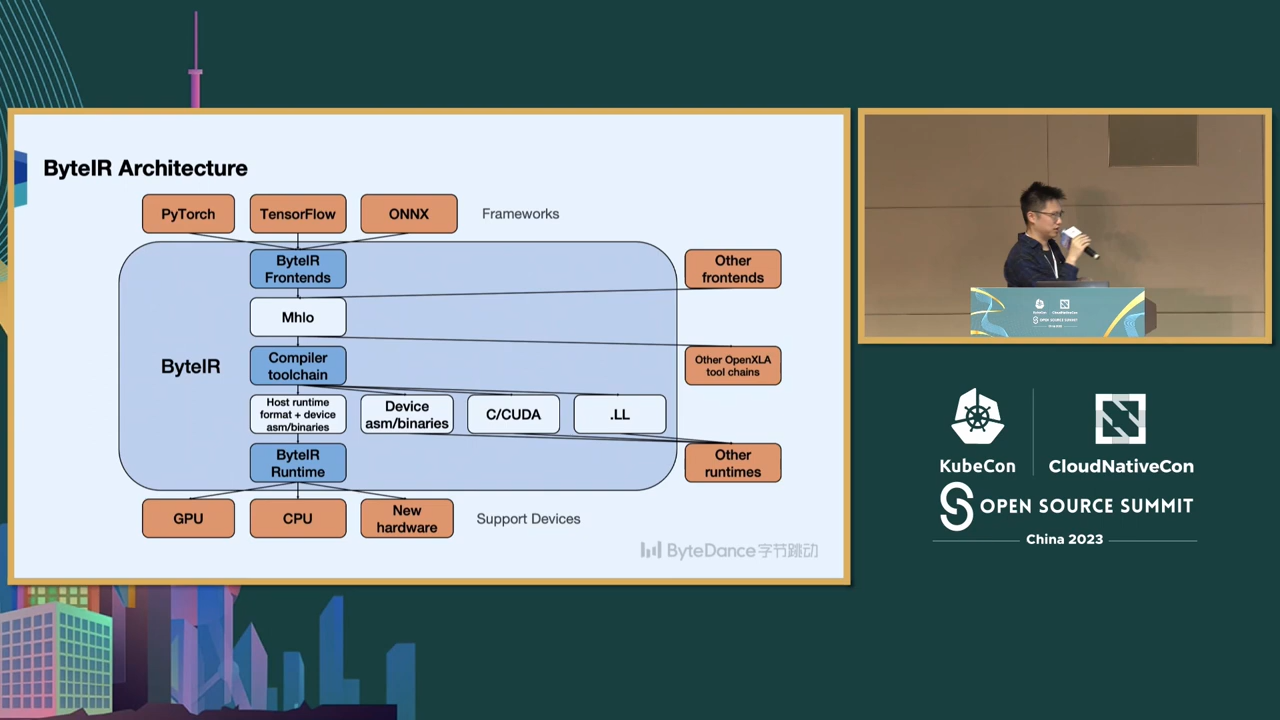 ByteIR Architecture
PyTorch
TensorFlow
ONNX
Frameworks
ByteIR
Frontends
Other
frontends
Mhlo
ByteIR
Compiler
toolchain
Other OpenXLA
tool chains
Host runtime
format + device
asm/binaries
Device
asm/binaries
C/CUDA
.LL
ByteIR
Runtime
Other
runtimes
GPU
CPU
New
hardware
Support Devices
ByteDance字节跳动
KubeCon
CloudNativeCon
OPEN SOURCE SUMMIT
China 2023
OPEN SOURCE SUMMIT